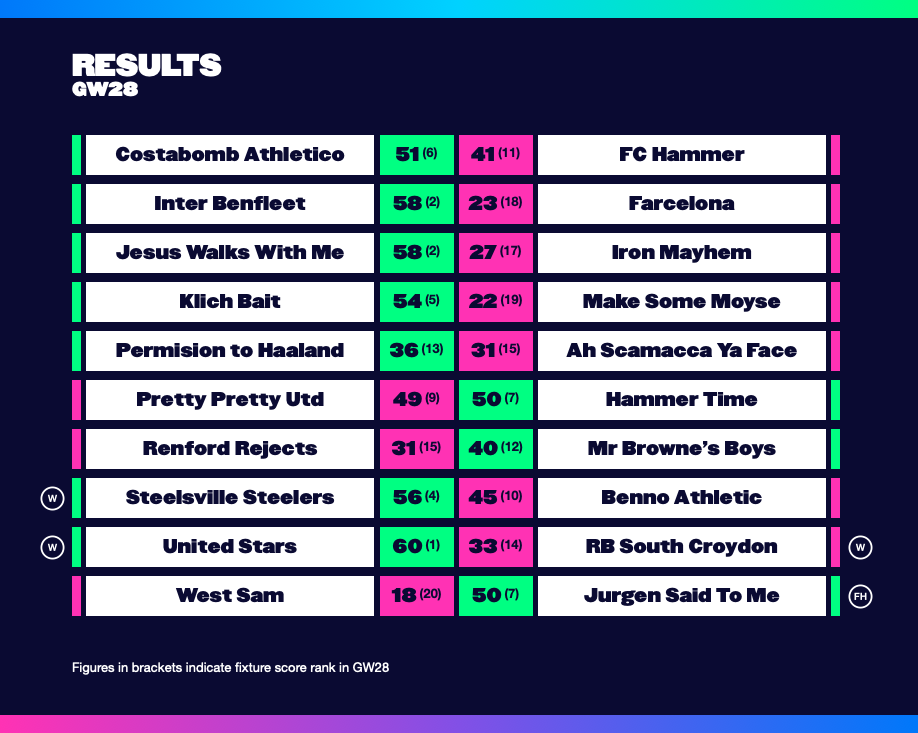 RESULTS
GW28
Costabomb Athletico 51 (6) 41 (11) FC Hammer
Inter Benfleet 58 (2) 23 (18) Farcelona
Jesus Walks With Me 58 (2) 27 (17) Iron Mayhem
Klich Bait 54 (5) 22 (19) Make Some Moyse
Permision to Haaland 36 (13) 31 (15) Ah Scamacca Ya Face
Pretty Pretty Utd 49 (9) 50 (7) Hammer Time
Renford Rejects 31 (15) 40 (12) Mr Browne’s Boys
W Steelsville Steelers 56 (4) 45 (10) Benno Athletic
W United Stars 60 (1) 33 (14) RB South Croydon W
West Sam 18 (20) 50 (7) Jurgen Said To Me FH
Figures in brackets indicate fixture score rank in GW28